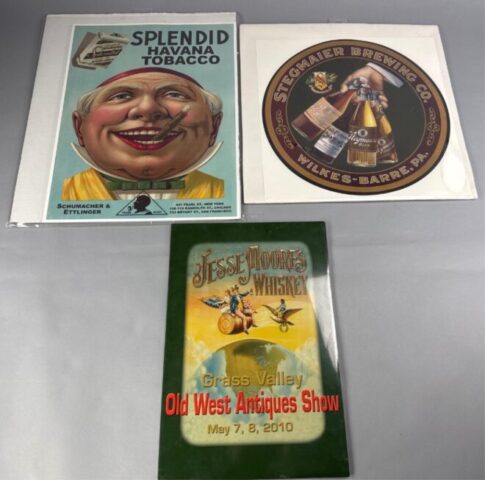 SPLENDID
HAVANA
TOBACCO
SCHUMACHER &
ETTLINGER
STEGMAIER BREWING CO.
WILKES-BARRE, PA.
JESSE MOORE'S
WHISKEY
Grass Valley
Old West Antiques Show
May 7, 8, 2010